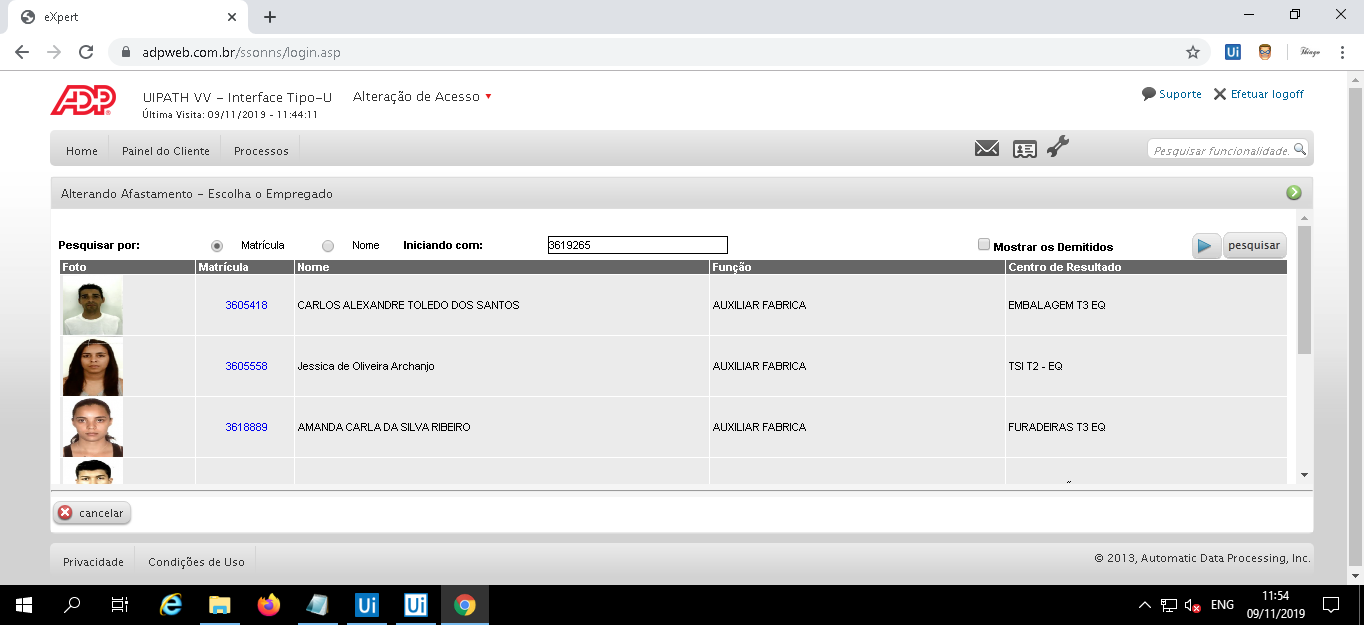 eXpert
adpweb.com.br/ssonns/login.asp
Ui
Thiago
ADP
UIPATH VV - Interface Tipo-U
Alteração de Acesso
Última Visita: 09/11/2019 - 11:44:11
Suporte
Efetuar logoff
Home
Painel do Cliente
Processos
Pesquisar funcionalidade.
Alterando Afastamento - Escolha o Empregado
Pesquisar por: Matrícula Nome Iniciando com: 3619265 Mostrar os Demitidos pesquisar
Foto Matrícula Nome Função Centro de Resultado
3605418 CARLOS ALEXANDRE TOLEDO DOS SANTOS AUXILIAR FABRICA EMBALAGEM T3 EQ
3605558 Jessica de Oliveira Archanjo AUXILIAR FABRICA TSI T2 - EQ
3618889 AMANDA CARLA DA SILVA RIBEIRO AUXILIAR FABRICA FURADEIRAS T3 EQ
cancelar
Privacidade
Condições de Uso
© 2013, Automatic Data Processing, Inc.
Ui
Ui
ENG
11:54
09/11/2019